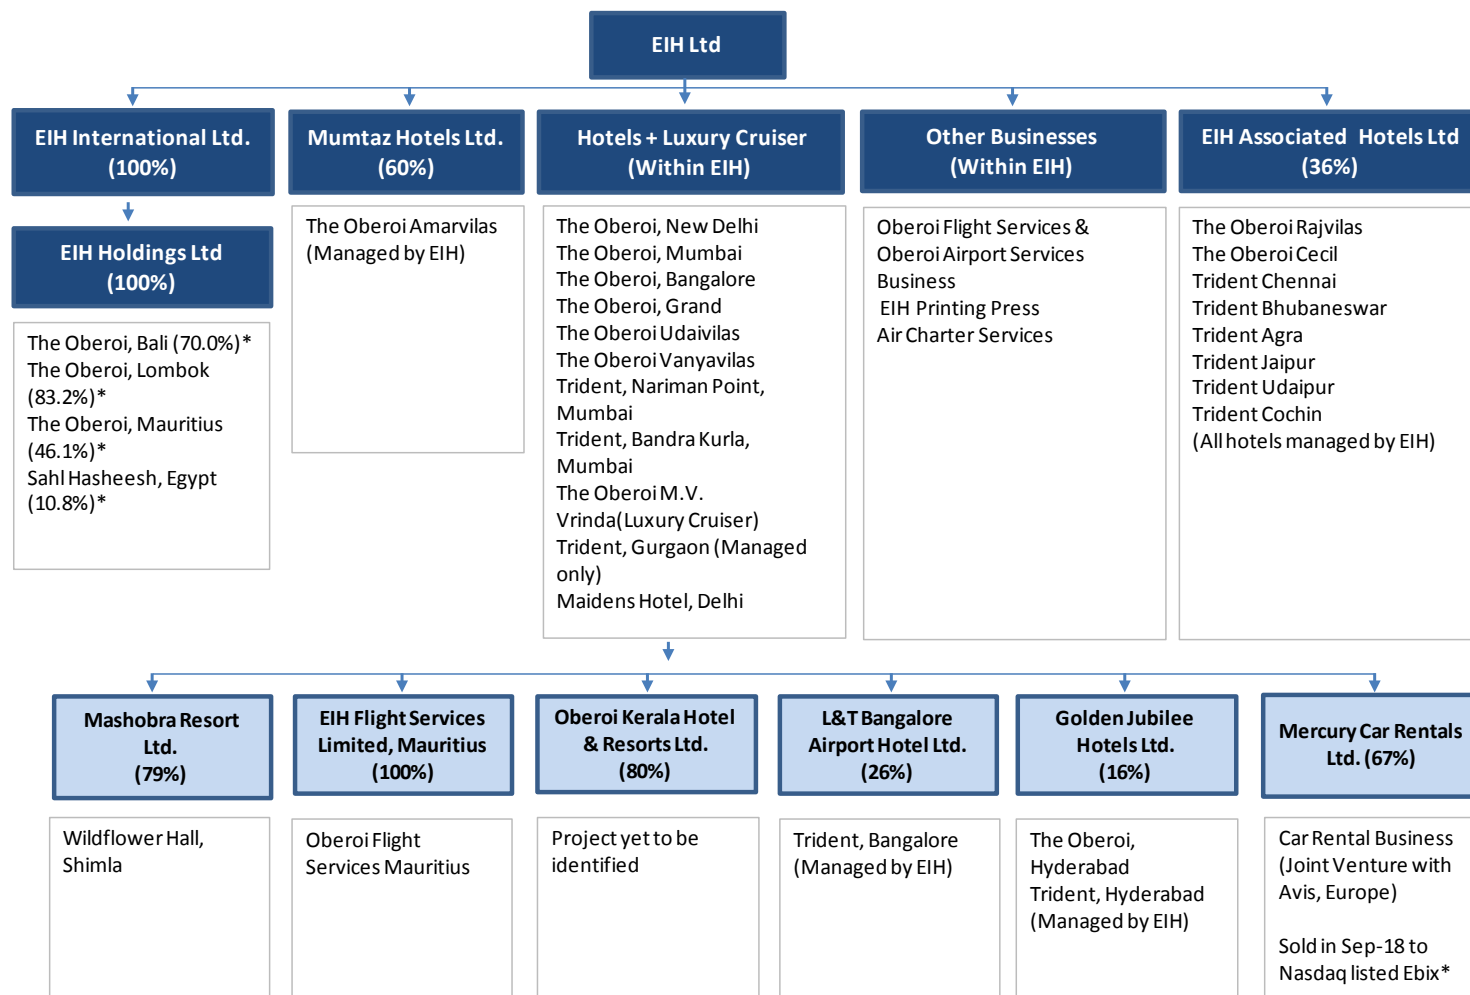 EIH Ltd
EIH International Ltd.
(100%)
Mumtaz Hotels Ltd.
(60%)
Hotels + Luxury Cruiser
(Within EIH)
Other Businesses
(Within EIH)
EIH Associated Hotels Ltd
(36%)
EIH Holdings Ltd
(100%)
The Oberoi, Bali (70.0%)*
The Oberoi, Lombok
(83.2%)*
The Oberoi, Mauritius
(46.1%)*
Sahl Hasheesh, Egypt
(10.8%)*
The Oberoi Amarvilas
(Managed by EIH)
The Oberoi, New Delhi
The Oberoi, Mumbai
The Oberoi, Bangalore
The Oberoi, Grand
The Oberoi Udaivilas
The Oberoi Vanyavilas
Trident, Nariman Point,
Mumbai
Trident, Bandra Kurla,
Mumbai
The Oberoi M.V.
Vrinda(Luxury Cruiser)
Trident, Gurgaon (Managed
only)
Maidens Hotel, Delhi
Oberoi Flight Services &
Oberoi Airport Services
Business
EIH Printing Press
Air Charter Services
The Oberoi Rajvilas
The Oberoi Cecil
Trident Chennai
Trident Bhubaneswar
Trident Agra
Trident Jaipur
Trident Udaipur
Trident Cochin
(All hotels managed by EIH)
Mashobra Resort
Ltd.
(79%)
EIH Flight Services
Limited, Mauritius
(100%)
Oberoi Kerala Hotel
& Resorts Ltd.
(80%)
L&T Bangalore
Airport Hotel Ltd.
(26%)
Golden Jubilee
Hotels Ltd.
(16%)
Mercury Car Rentals
Ltd. (67%)
Wildflower Hall,
Shimla
Oberoi Flight
Services Mauritius
Project yet to be
identified
Trident, Bangalore
(Managed by EIH)
The Oberoi,
Hyderabad
Trident, Hyderabad
(Managed by EIH)
Car Rental Business
(Joint Venture with
Avis, Europe)
Sold in Sep-18 to
Nasdaq listed Ebix*